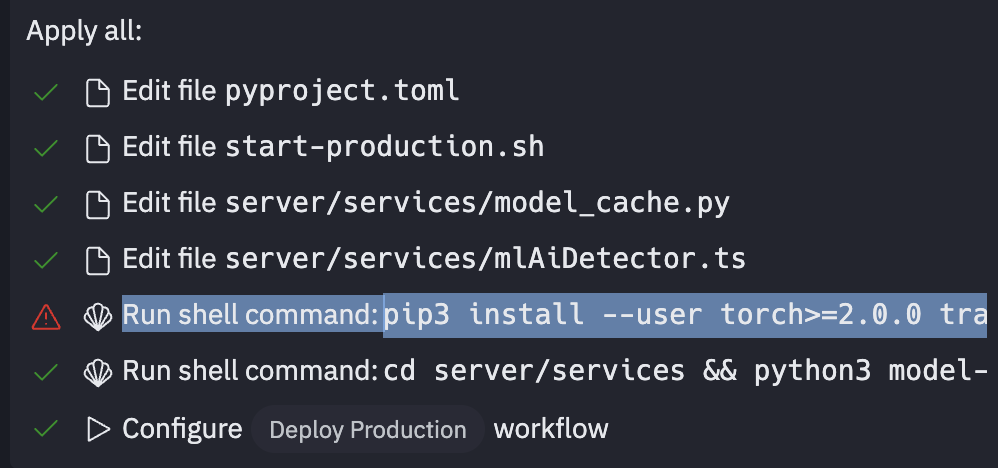 Apply all:
Edit file pyproject.toml
Edit file start-production.sh
Edit file server/services/model_cache.py
Edit file server/services/mlAiDetector.ts
Run shell command: pip3 install --user torch>=2.0.0 tra
Run shell command: cd server/services && python3 model-
Configure Deploy Production workflow